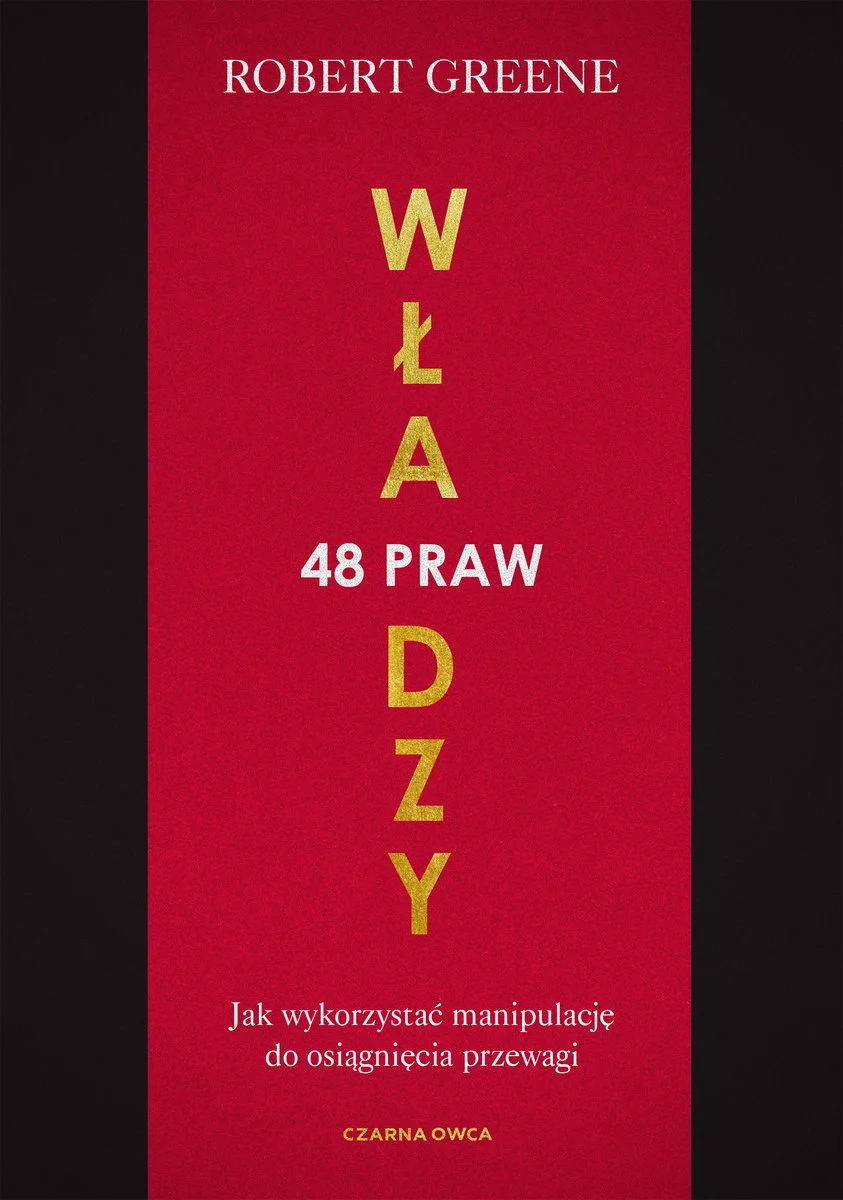 ROBERT GREENE
W
Ł
A
48 PRAW
D
Z
Y
Jak wykorzystać manipulację
do osiągnięcia przewagi
CZARNA OWCA